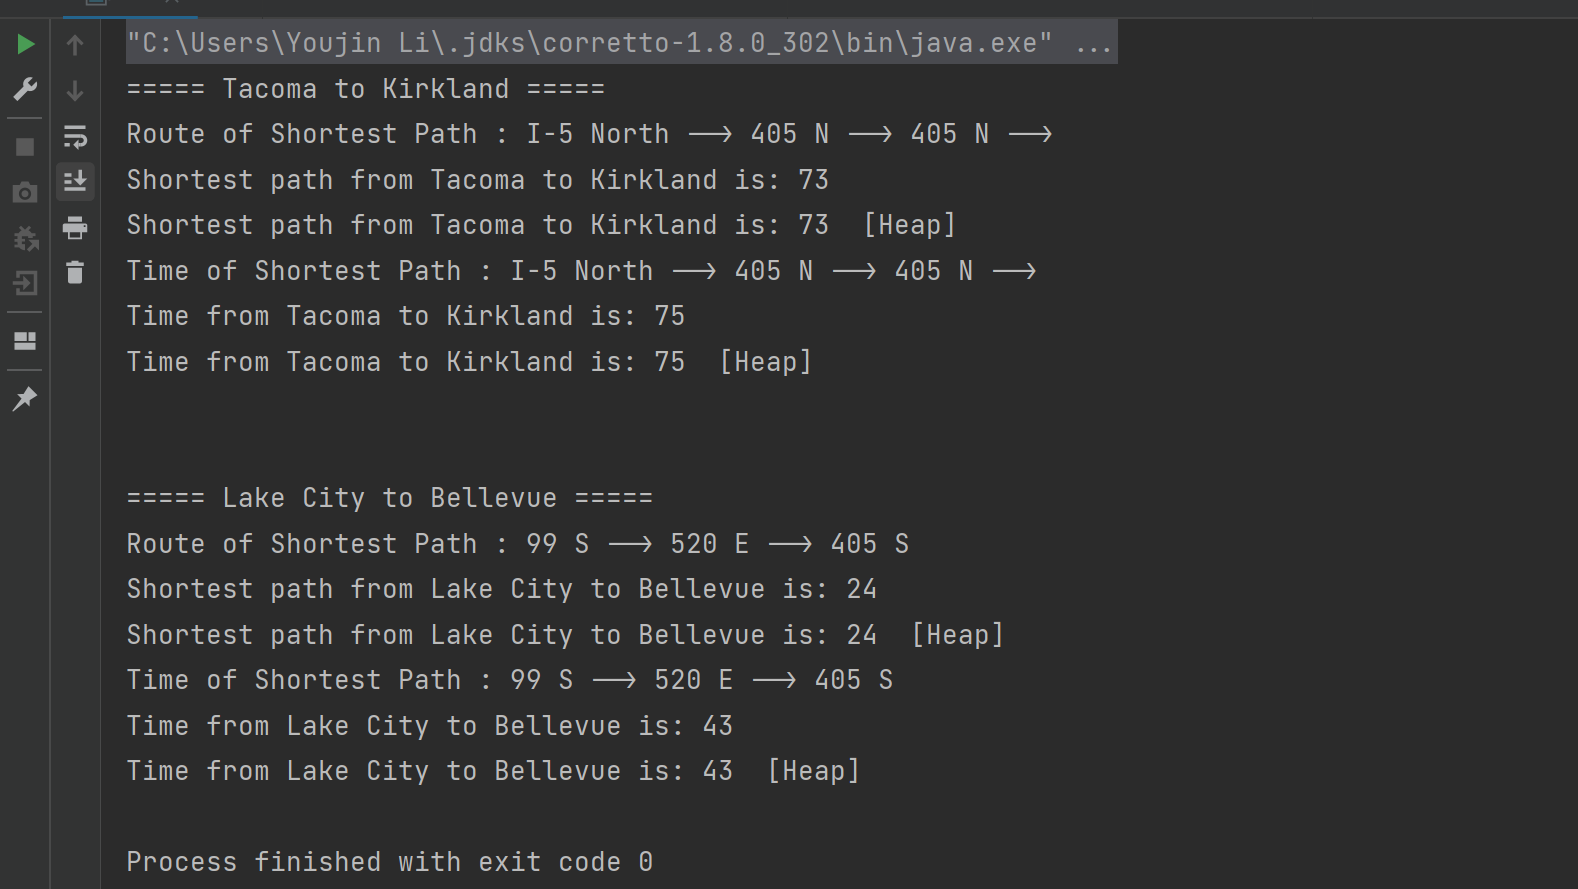 "C:\Users\Youjin Li\.jdks\corretto-1.8.0_302\bin\java.exe" ...
===== Tacoma to Kirkland =====
Route of Shortest Path : I-5 North --> 405 N --> 405 N -->
Shortest path from Tacoma to Kirkland is: 73
Shortest path from Tacoma to Kirkland is: 73  [Heap]
Time of Shortest Path : I-5 North --> 405 N --> 405 N -->
Time from Tacoma to Kirkland is: 75
Time from Tacoma to Kirkland is: 75  [Heap]
===== Lake City to Bellevue =====
Route of Shortest Path : 99 S --> 520 E --> 405 S
Shortest path from Lake City to Bellevue is: 24
Shortest path from Lake City to Bellevue is: 24  [Heap]
Time of Shortest Path : 99 S --> 520 E --> 405 S
Time from Lake City to Bellevue is: 43
Time from Lake City to Bellevue is: 43  [Heap]
Process finished with exit code 0